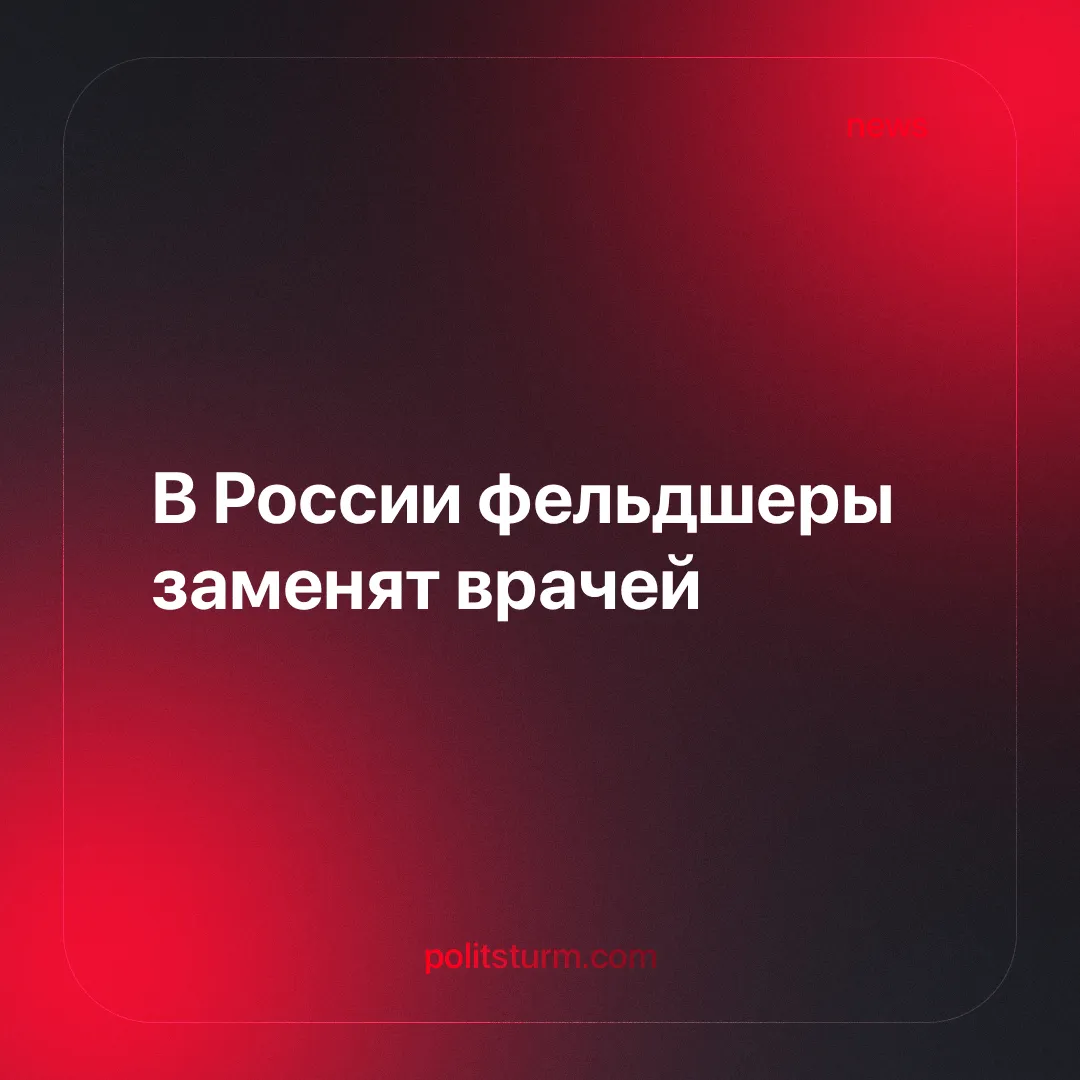 news
В России фельдшеры
заменят врачей
politsturm.com